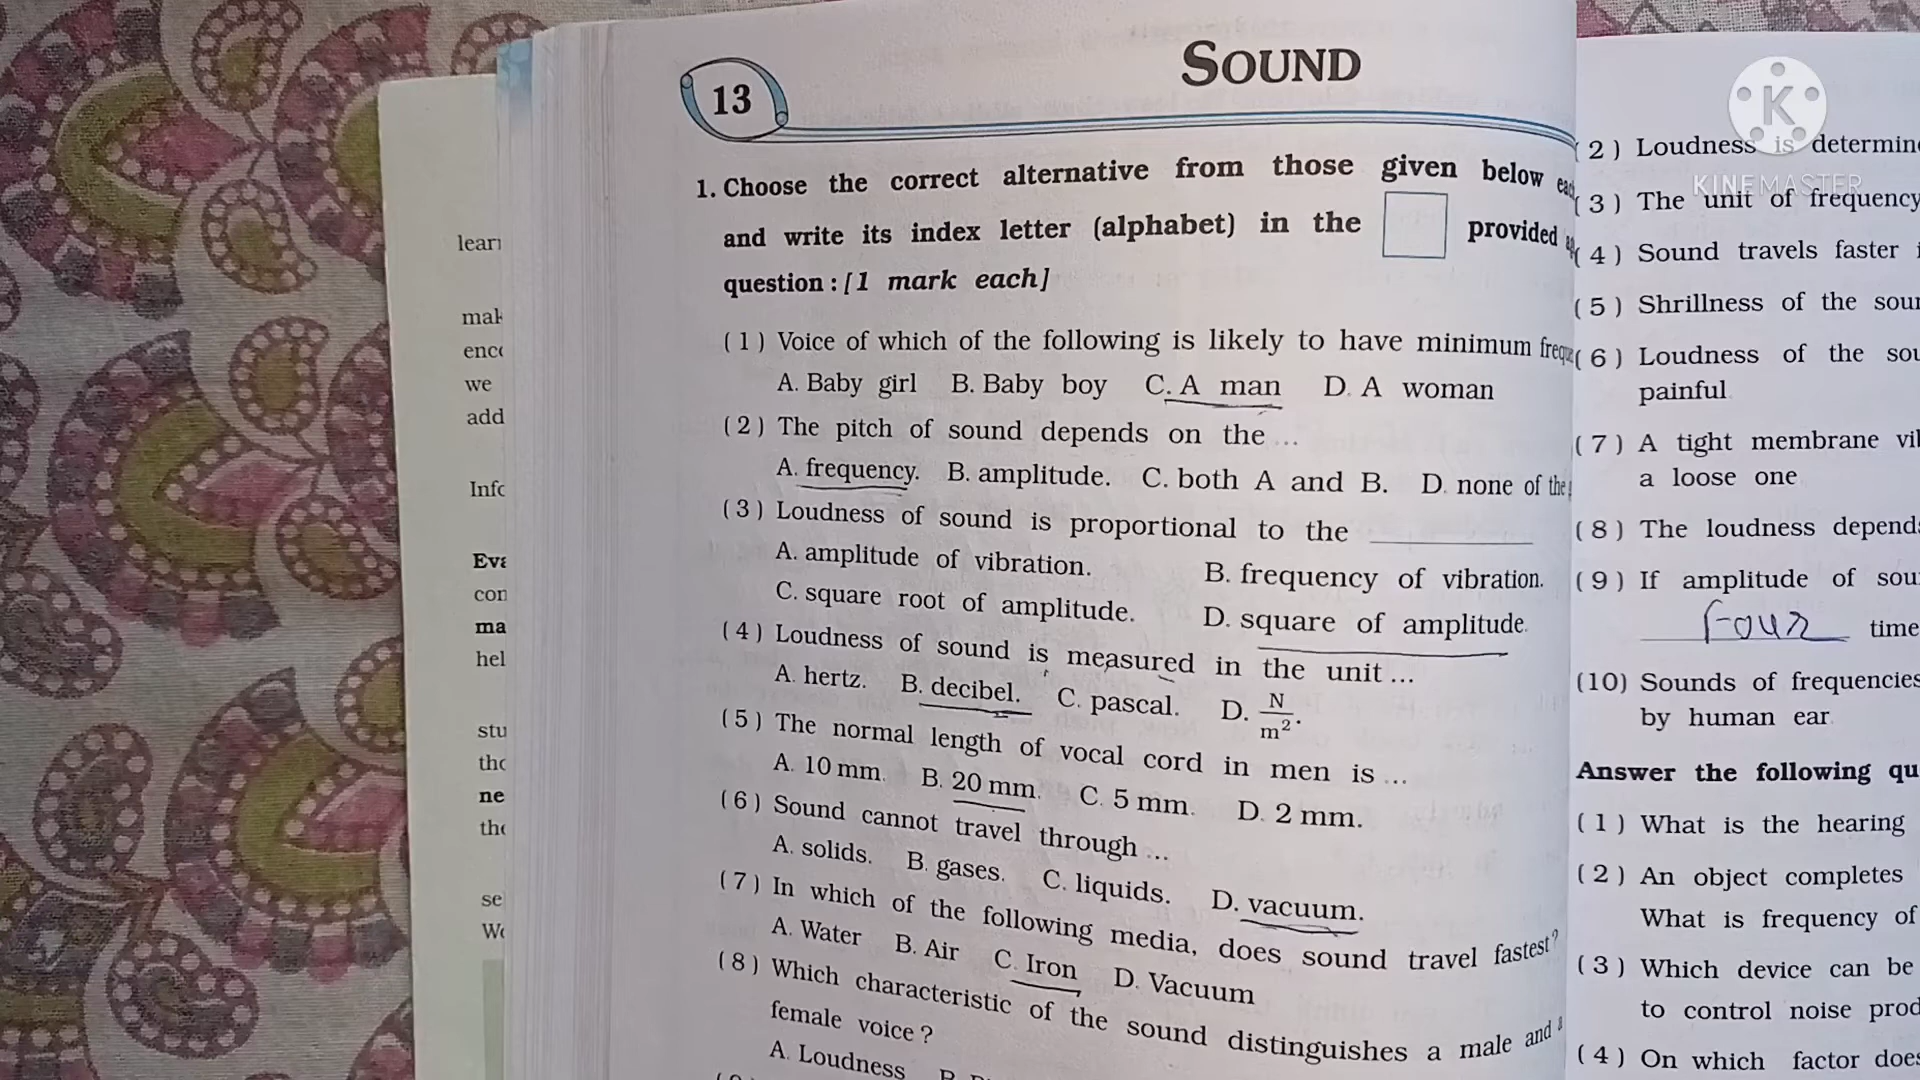 SOUND
13
1. Choose the correct alternative from those given below
and write its index letter (alphabet) in the provided
question : [1 mark each]
(1) Voice of which of the following is likely to have minimum
A. Baby girl B. Baby boy C. A man D. A woman
(2) The pitch of sound depends on the ...
A. frequency. B. amplitude. C. both A and B. D. none of the
(3) Loudness of sound is proportional to the ________
A. amplitude of vibration. B. frequency of vibration.
C. square root of amplitude. D. square of amplitude.
(4) Loudness of sound is measured in the unit ...
A. hertz. B. decibel. C. pascal. D. N/m².
(5) The normal length of vocal cord in men is ...
A. 10 mm. B. 20 mm. C. 5 mm. D. 2 mm.
(6) Sound cannot travel through ...
A. solids. B. gases. C. liquids. D. vacuum.
(7) In which of the following media, does sound travel fastest?
A. Water B. Air C. Iron D. Vacuum
(8) Which characteristic of the sound distinguishes a male and a
female voice ?
A. Loudness
(2) Loudness is
(3) The unit of frequency
(4) Sound travels faster
(5) Shrillness of the
(6) Loudness of the
painful
(7) A tight membrane
a loose one
(8) The loudness
(9) If amplitude of
Four
(10) Sounds of frequencies
by human ear
Answer the following
(1) What is the hearing
(2) An object completes
What is frequency of
(3) Which device can be
to control noise
(4) On which factor
we
add
K
KINEMASTER